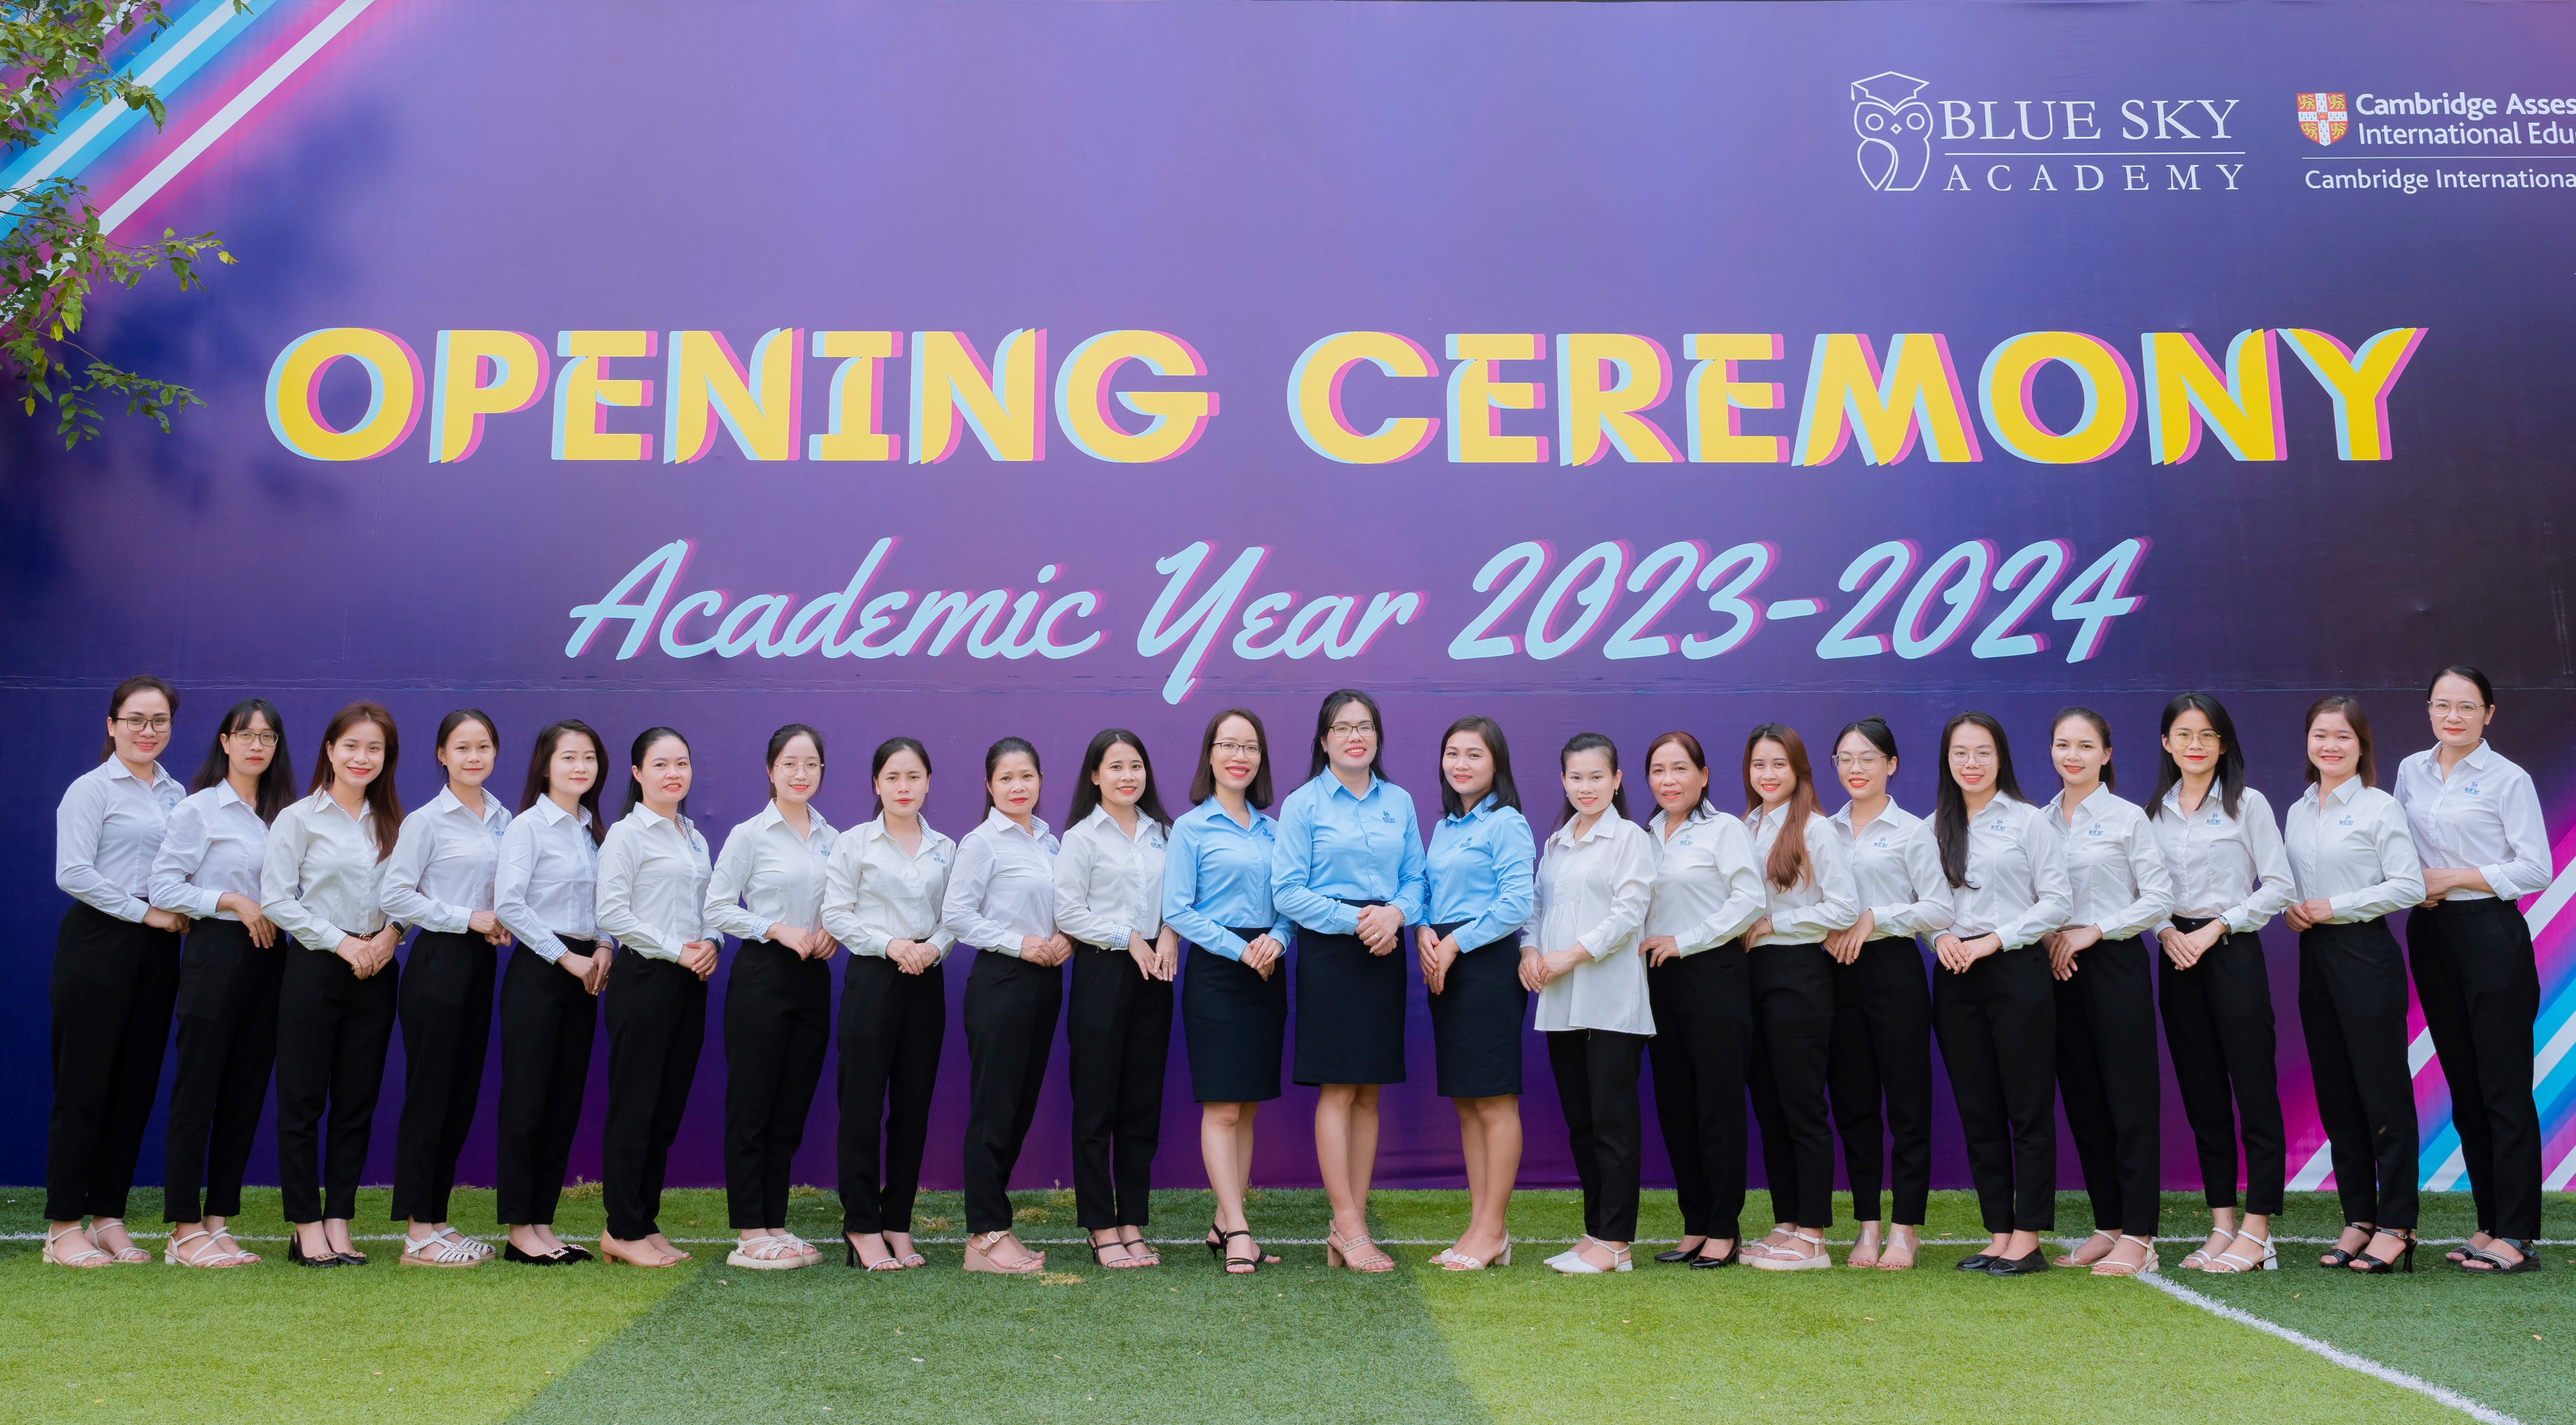 BLUE SKY
ACADEMY
Cambridge Asses
International Edu
Cambridge Internationa
OPENING CEREMONY
Academic Year 2023-2024